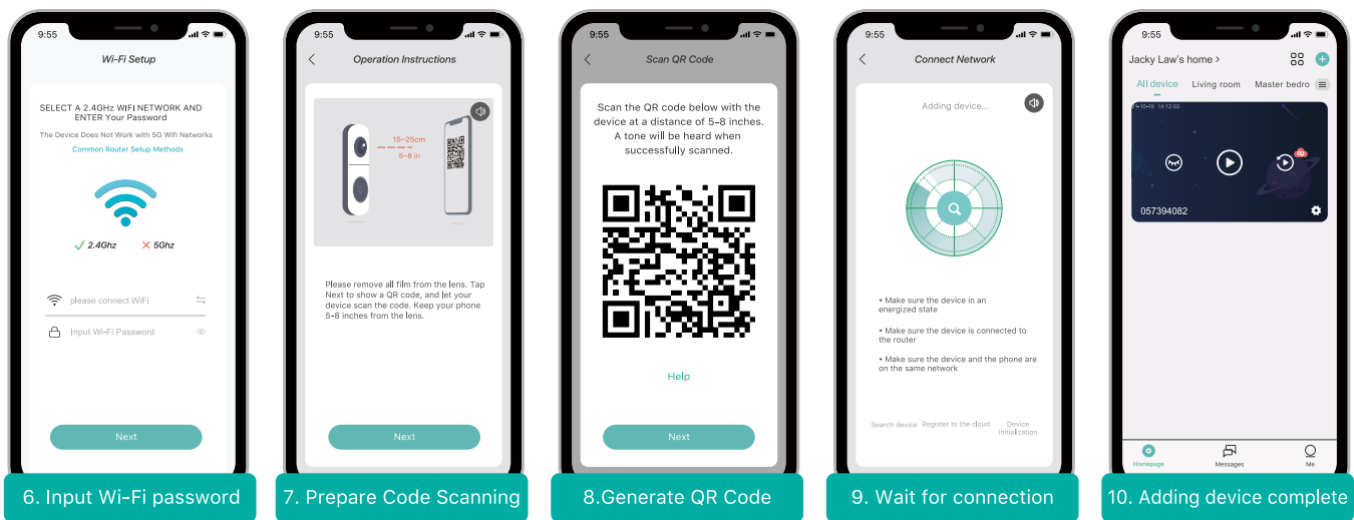 9:55
Wi-Fi Setup
SELECT A 2.4GHz WIFI NETWORK AND
ENTER Your Password
The Device Does Not Work with 5G Wifi Networks
Common Router Setup Methods
2.4Ghz
5Ghz
please connect WiFi
Input Wi-Fi Password
Next
6. Input Wi-Fi password
9:55
Operation Instructions
15~25cm
5~8 in
Please remove all film from the lens. Tap
Next to show a QR code, and let your
device scan the code. Keep your phone
5-8 inches from the lens.
Next
7. Prepare Code Scanning
9:55
Scan QR Code
Scan the QR code below with the
device at a distance of 5-8 inches.
A tone will be heard when
successfully scanned.
Help
Next
8.Generate QR Code
9:55
Connect Network
Adding device...
• Make sure the device in an
energized state
• Make sure the device is connected to
the router
• Make sure the device and the phone are
on the same network
Search device Register to the cloud Device
Initialization
9. Wait for connection
9:55
Jacky Law's home >
All device Living room Master bedro
14:12:03
057394082
Homepage Messages Me
10. Adding device complete